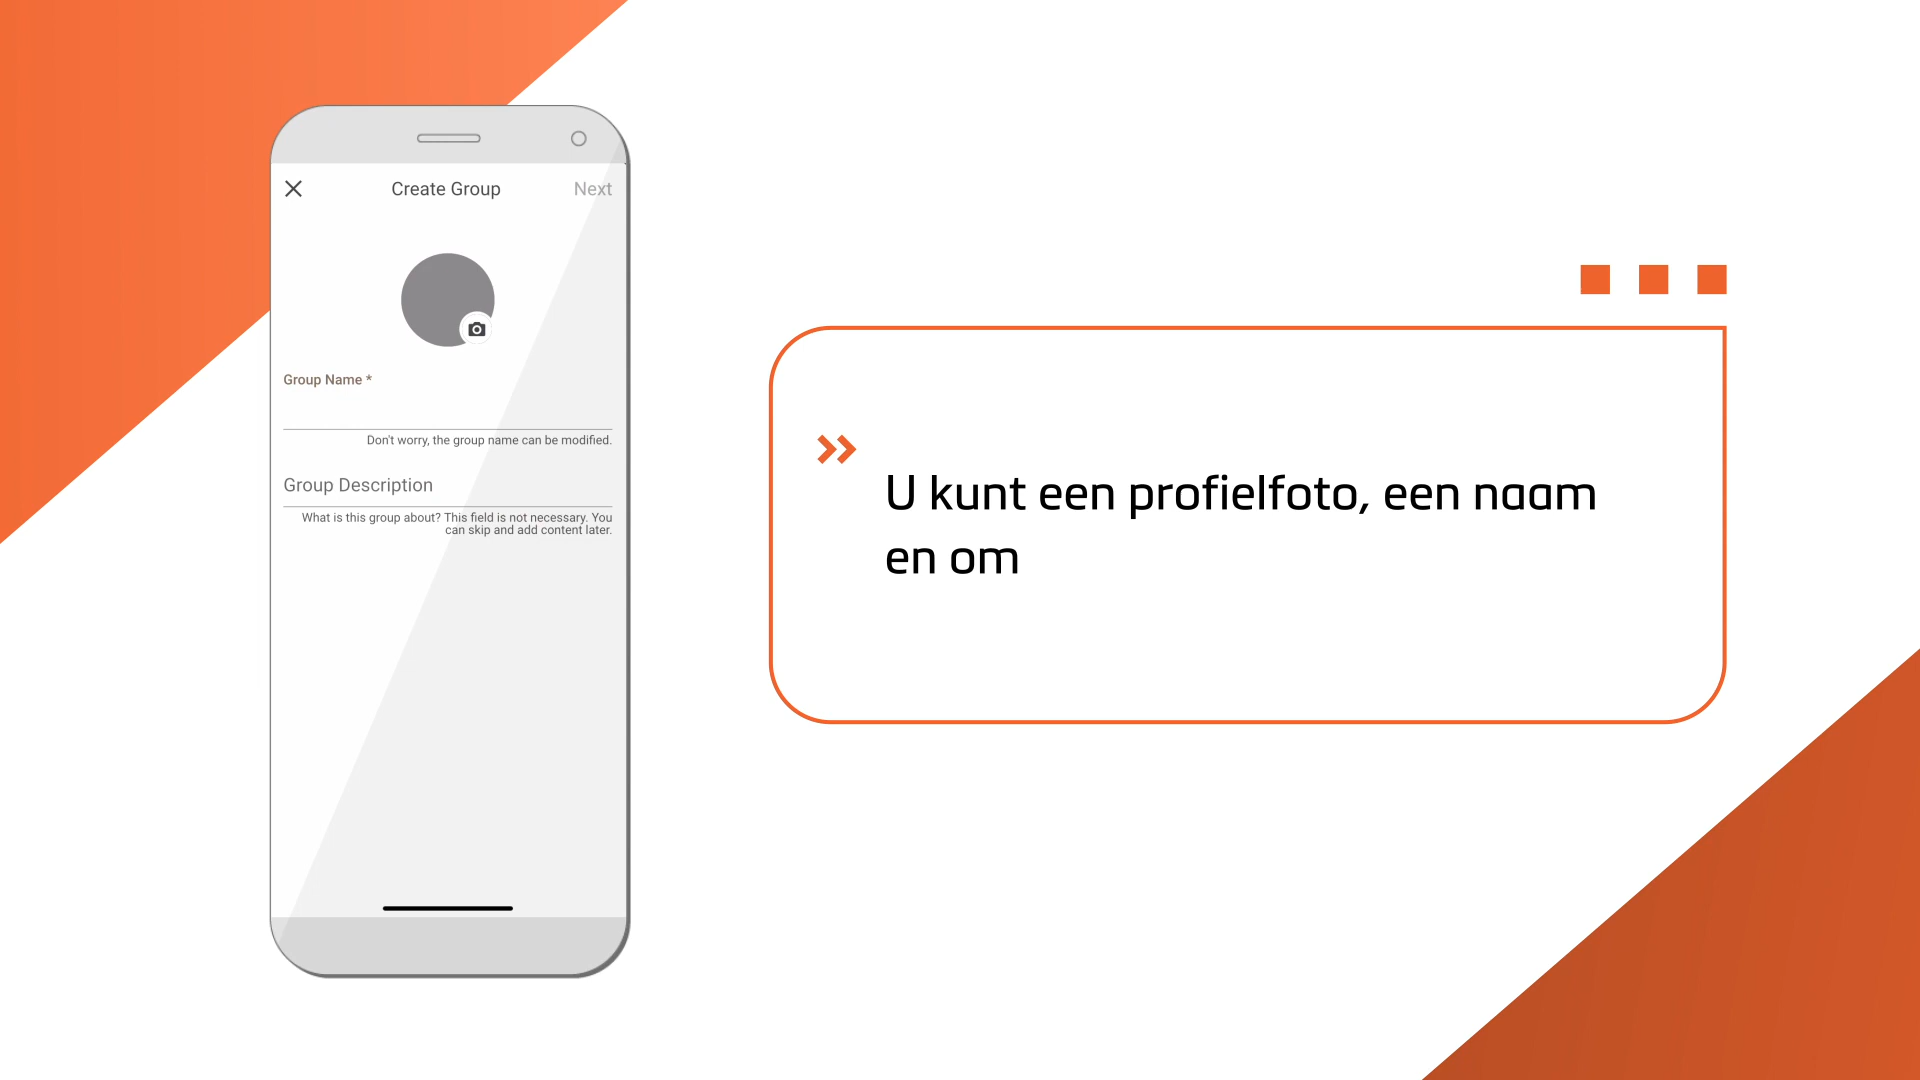 Create Group
Next
Group Name *
Don't worry, the group name can be modified.
Group Description
What is this group about? This field is not necessary. You
can skip and add content later.
U kunt een profielfoto, een naam
en om